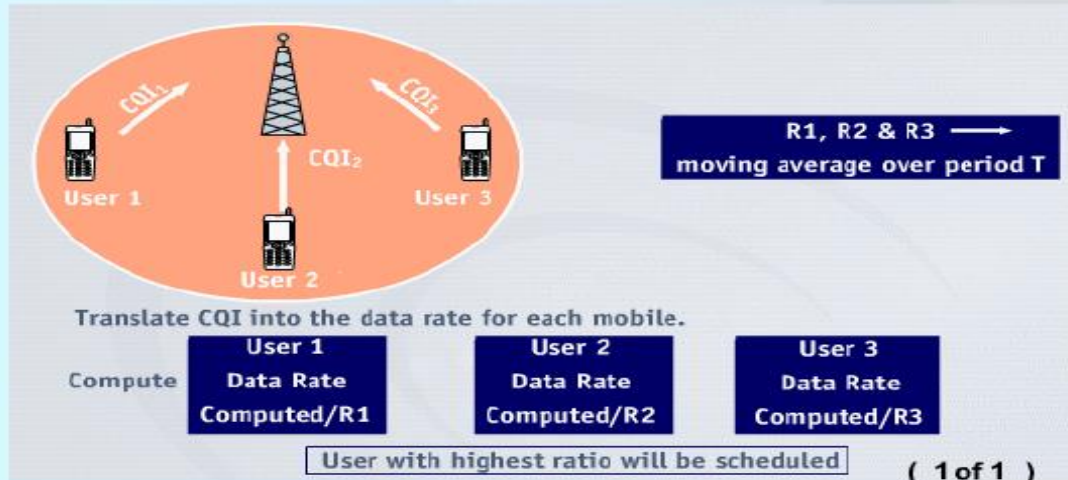 CQI₁
CQI₃
R1, R2 & R3 →
moving average over period T
CQI₂
User 1
User 3
User 2
Translate CQI into the data rate for each mobile.
Compute
User 1
Data Rate
Computed/R1
User 2
Data Rate
Computed/R2
User 3
Data Rate
Computed/R3
User with highest ratio will be scheduled
( 1 of 1 )